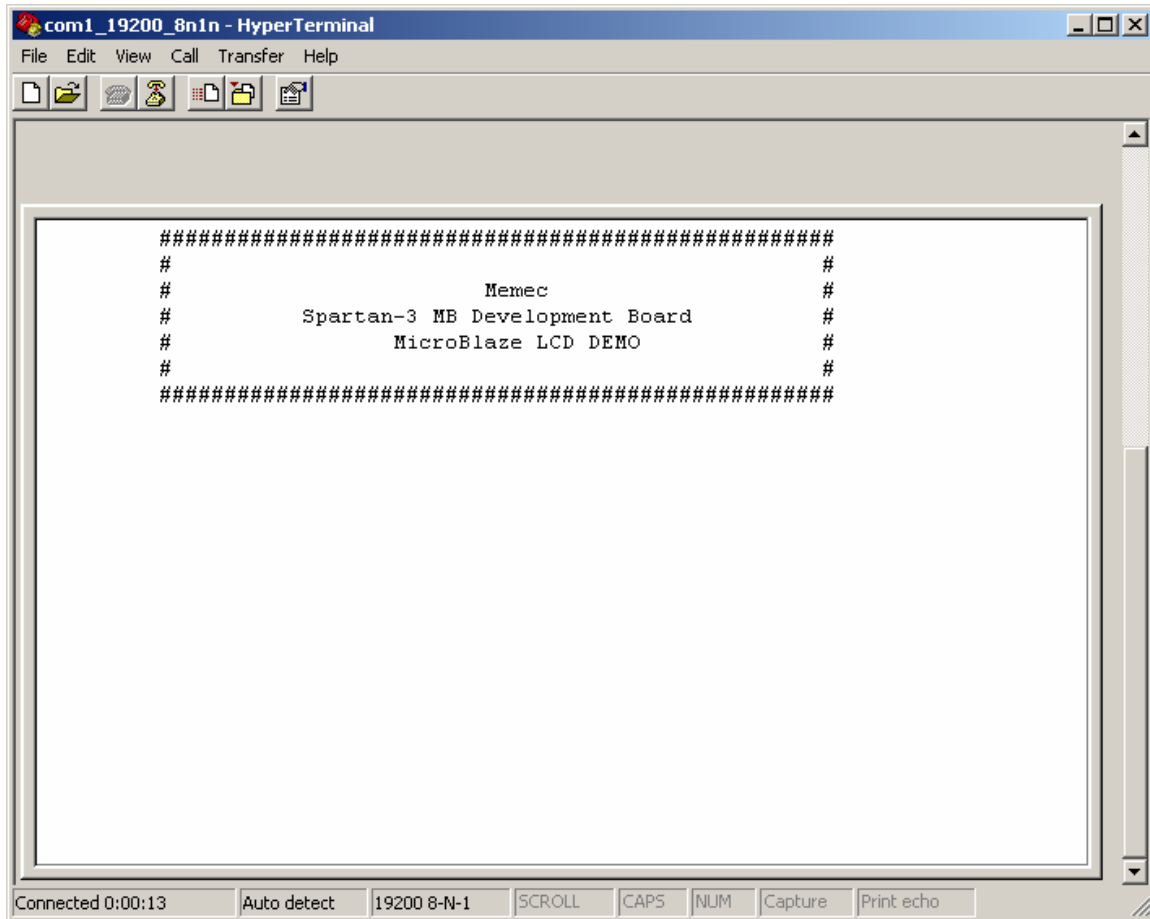 com1_19200_8n1n - HyperTerminal
File Edit View Call Transfer Help
####################################################
# #
# Memec #
# Spartan-3 MB Development Board #
# MicroBlaze LCD DEMO #
# #
####################################################
Connected 0:00:13 Auto detect 19200 8-N-1 SCROLL CAPS NUM Capture Print echo